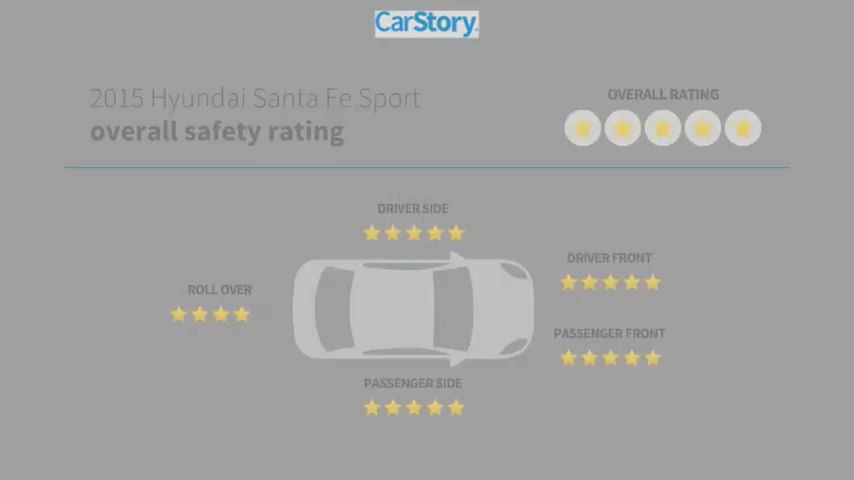 CarStory.
2015 Hyundai Santa Fe Sport
overall safety rating
OVERALL RATING
DRIVER SIDE
DRIVER FRONT
ROLL OVER
PASSENGER FRONT
PASSENGER SIDE